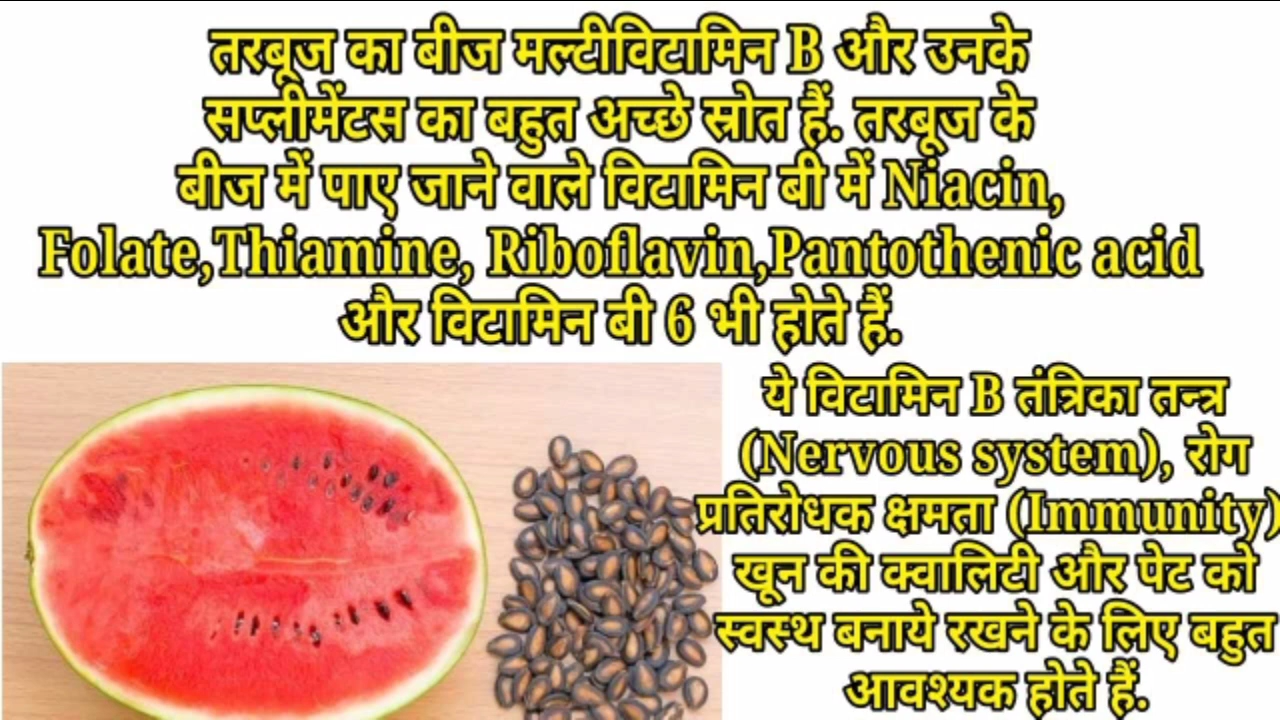 तरबूज का बीज मल्टीविटामिन B और उनके
सप्लीमेंटस का बहुत अच्छे स्रोत हैं. तरबूज के
बीज में पाए जाने वाले विटामिन बी में Niacin,
Folate,Thiamine, Riboflavin,Pantothenic acid
और विटामिन बी 6 भी होते हैं.
ये विटामिन B तंत्रिका तन्त्र
(Nervous system), रोग
प्रतिरोधक क्षमता (Immunity)
खून की क्वालिटी और पेट को
स्वस्थ बनाये रखने के लिए बहुत
आवश्यक होते हैं.